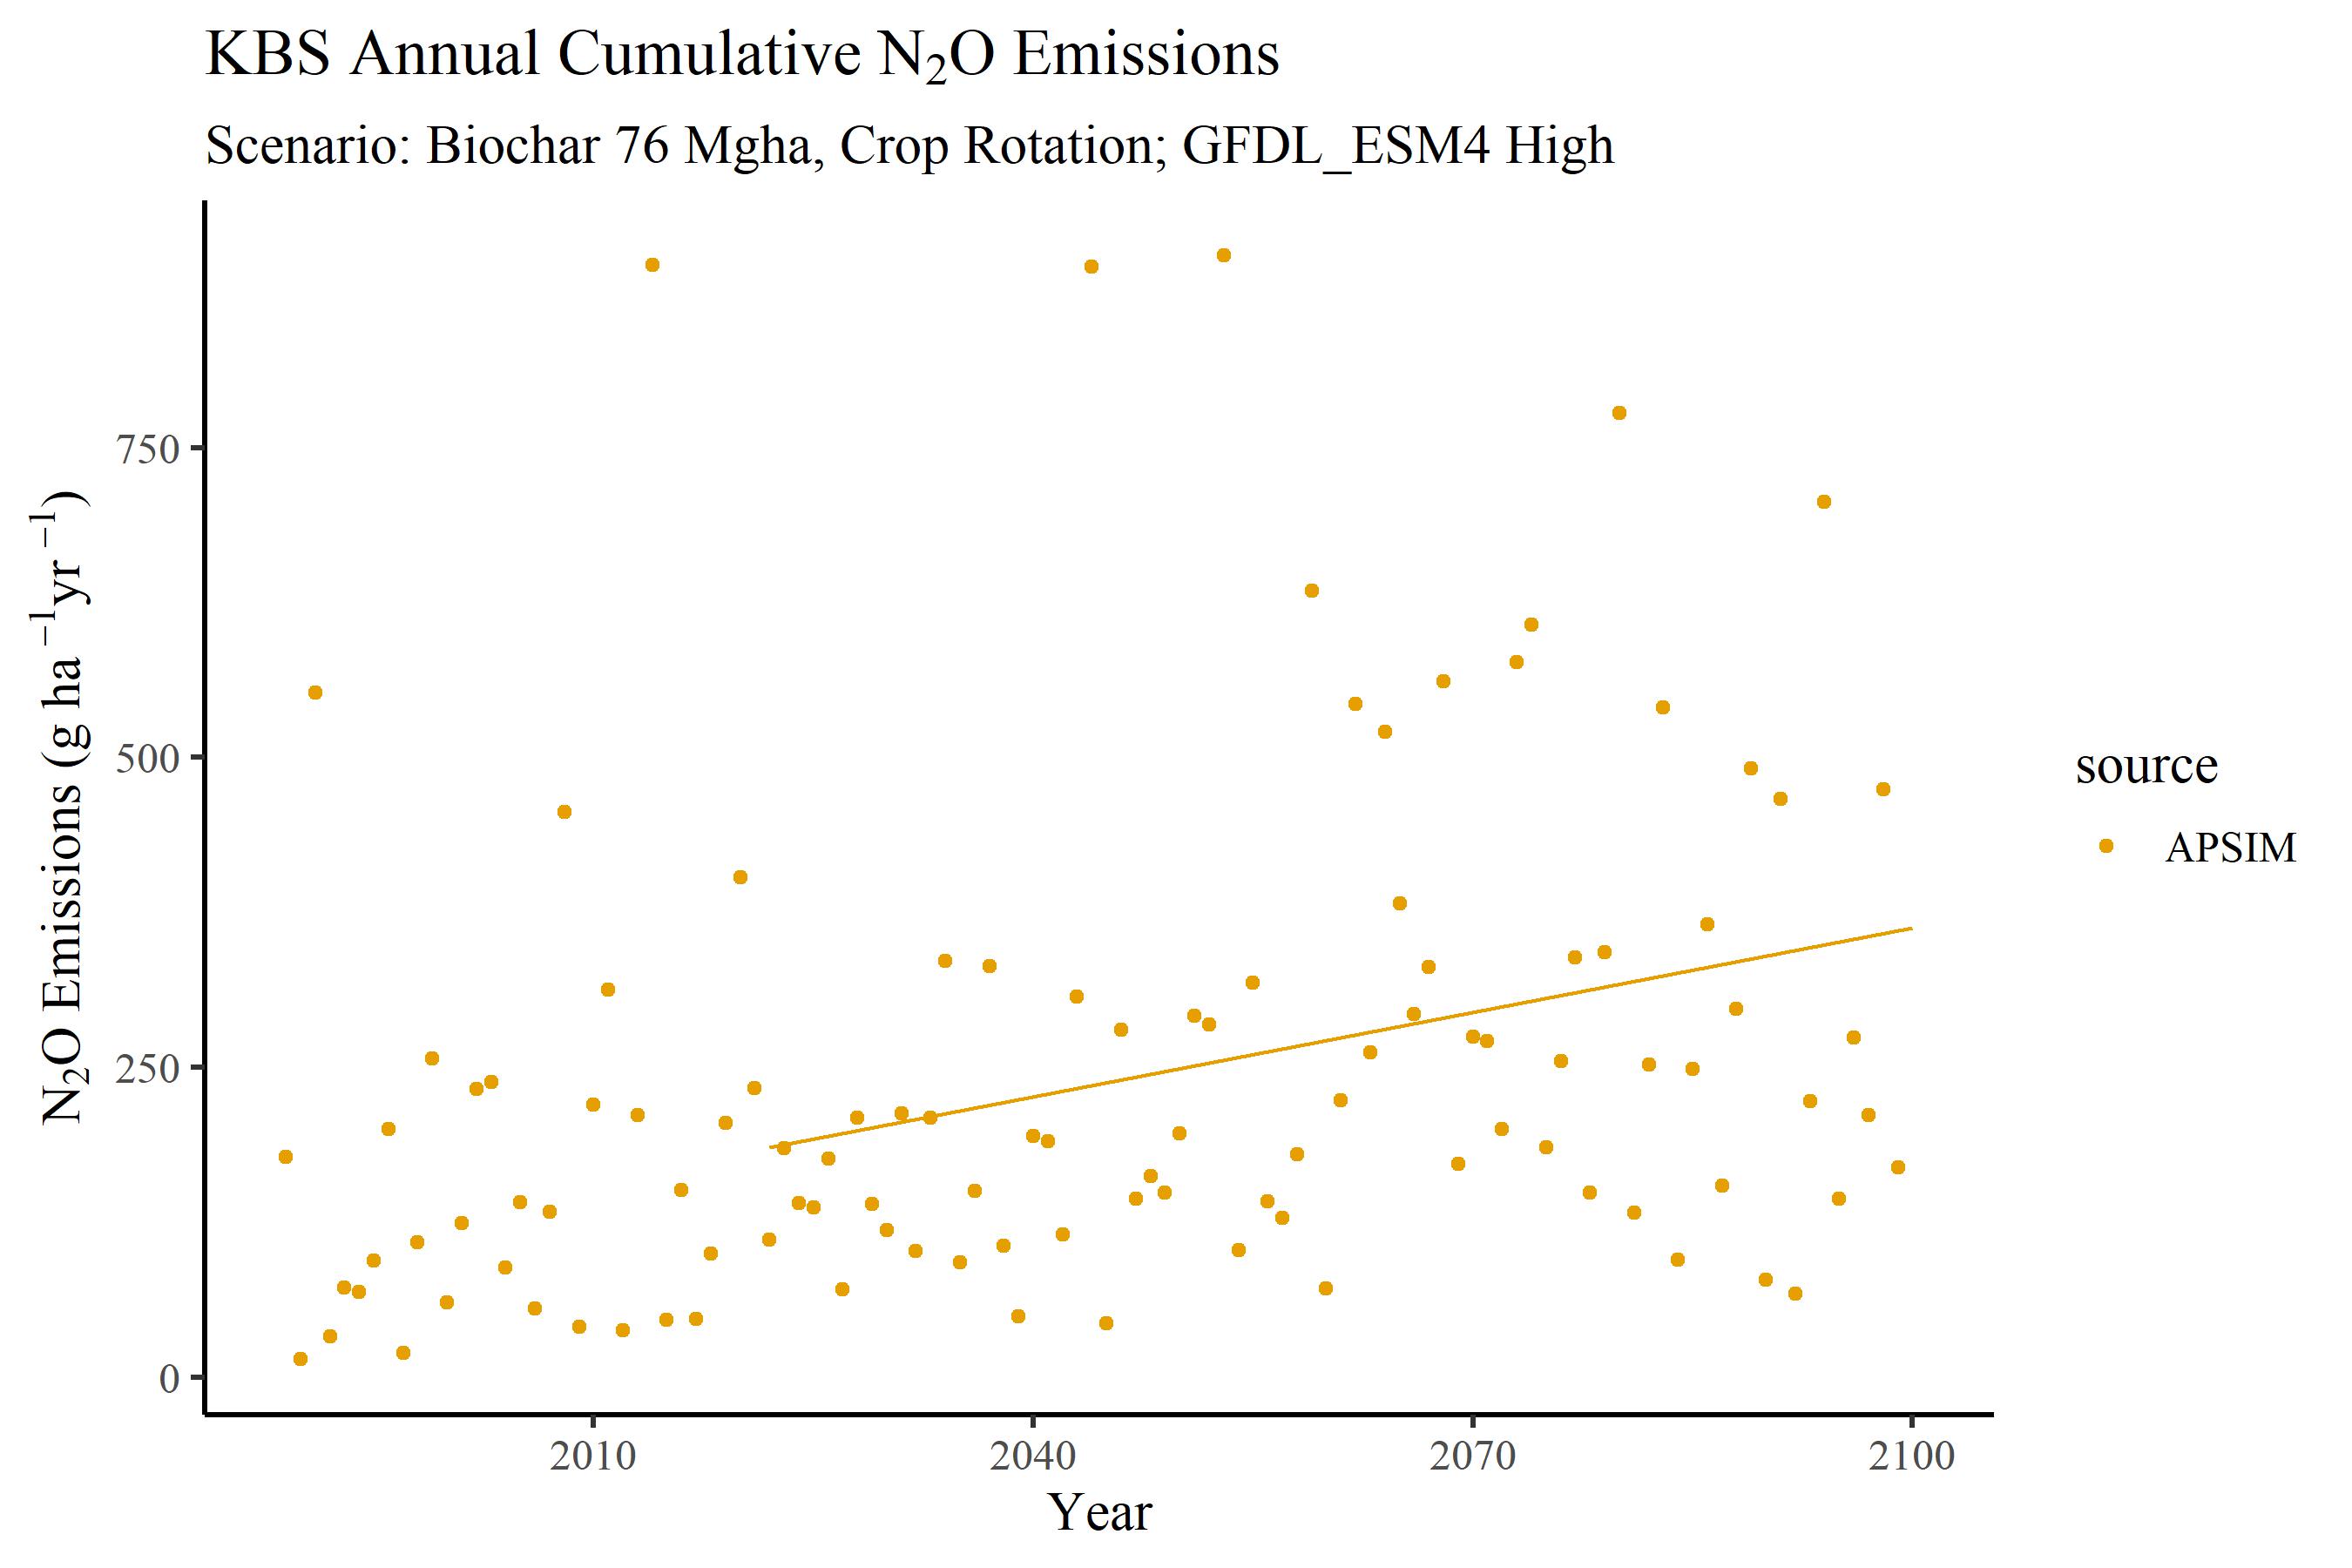 KBS Annual Cumulative N₂O Emissions
Scenario: Biochar 76 Mgha, Crop Rotation; GFDL_ESM4 High
N₂O Emissions (g ha ⁻¹yr ⁻¹)
750
500
250
0
2010 2040 2070 2100
Year
source
APSIM